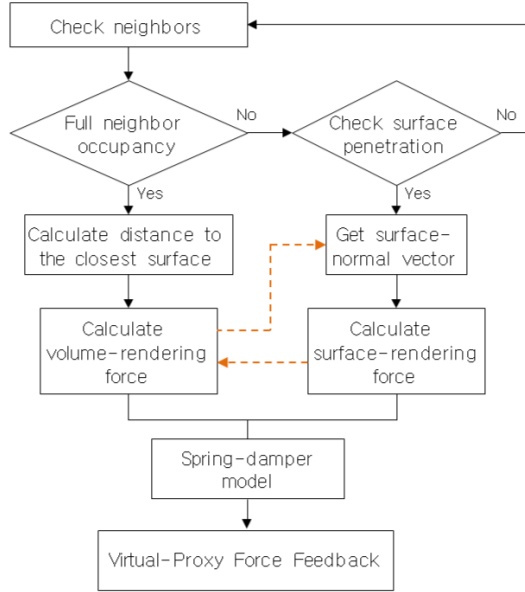 Check neighbors
Full neighbor
occupancy
No
Check surface
penetration
No
Yes
Yes
Calculate distance to
the closest surface
Get surface-
normal vector
Calculate
volume-rendering
force
Calculate
surface-rendering
force
Spring-damper
model
Virtual-Proxy Force Feedback